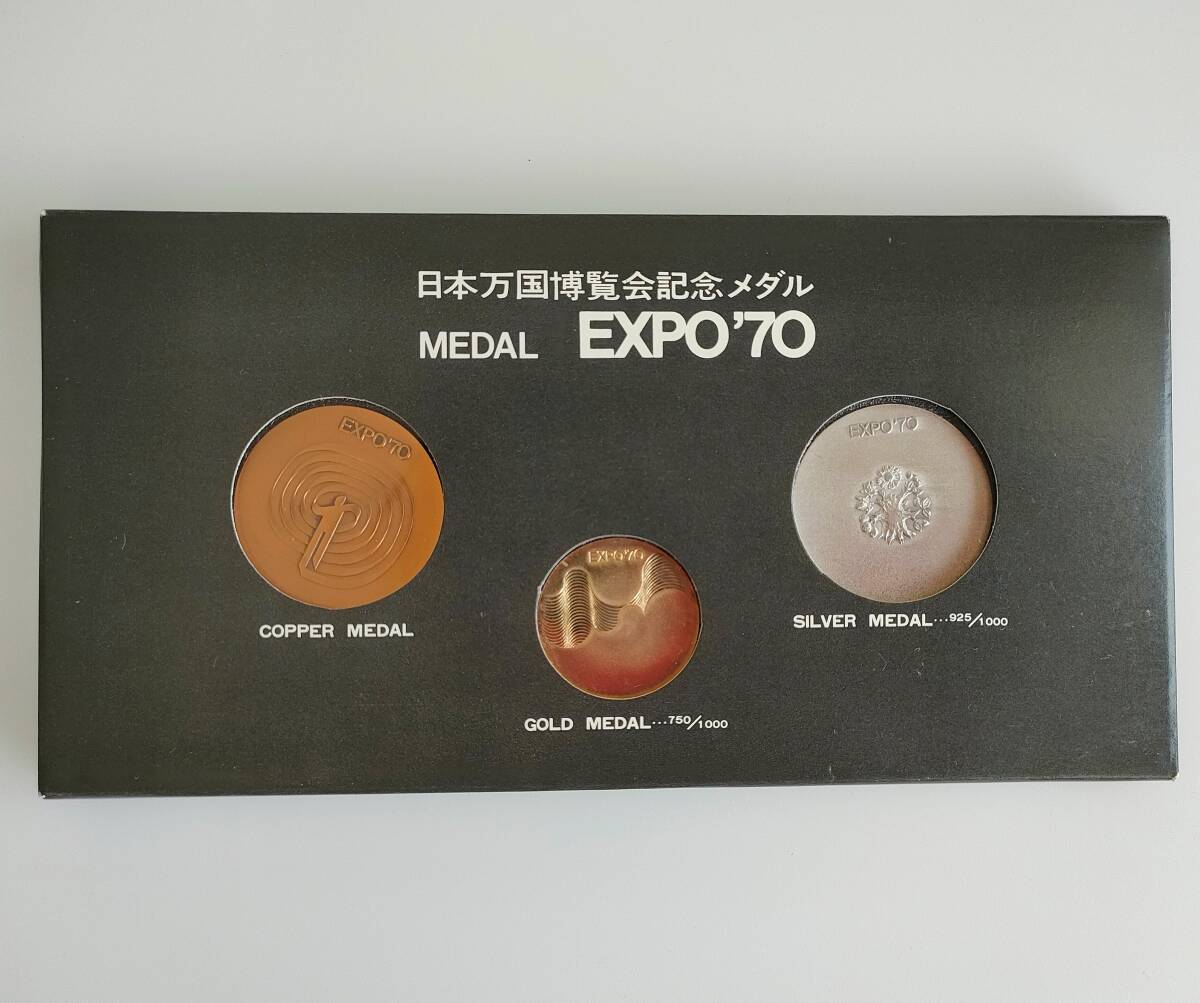 日本万国博覧会記念メダル
MEDAL EXPO'70
EXPO'70
EXPO'70
EXPO'70
COPPER MEDAL
SILVER MEDAL...925/1000
GOLD MEDAL...750/1000